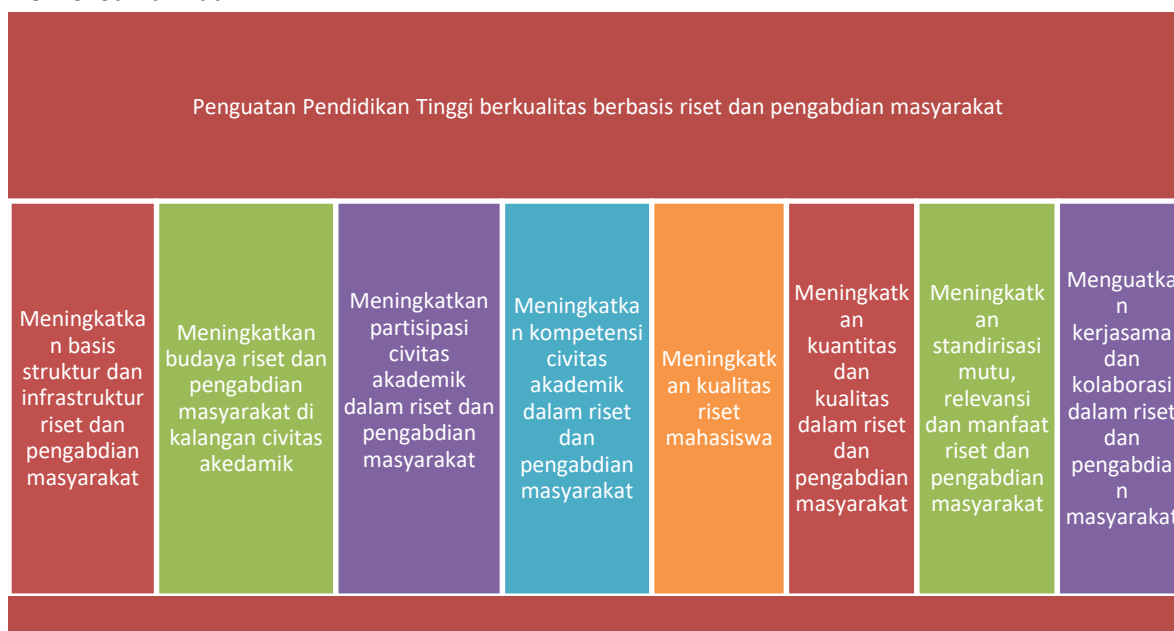 Penguatan Pendidikan Tinggi berkualitas berbasis riset dan pengabdian masyarakat
Meningkatka
n basis
struktur dan
infrastruktur
riset dan
pengabdian
masyarakat
Meningkatkan
budaya riset dan
pengabdian
masyarakat di
kalangan civitas
akedamik
Meningkatkan
partisipasi
civitas
akademik
dalam riset dan
pengabdian
masyarakat
Meningkatka
n kompetensi
civitas
akademik
dalam riset
dan
pengabdian
masyarakat
Meningkatk
an kualitas
riset
mahasiswa
Meningkatk
an
kuantitas
dan
kualitas
dalam riset
dan
pengabdian
masyarakat
Meningkatk
an
standirisasi
mutu,
relevansi
dan manfaat
riset dan
pengabdian
masyarakat
Menguatka
n
kerjasama
dan
kolaborasi
dalam riset
dan
pengabdia
n
masyarakat